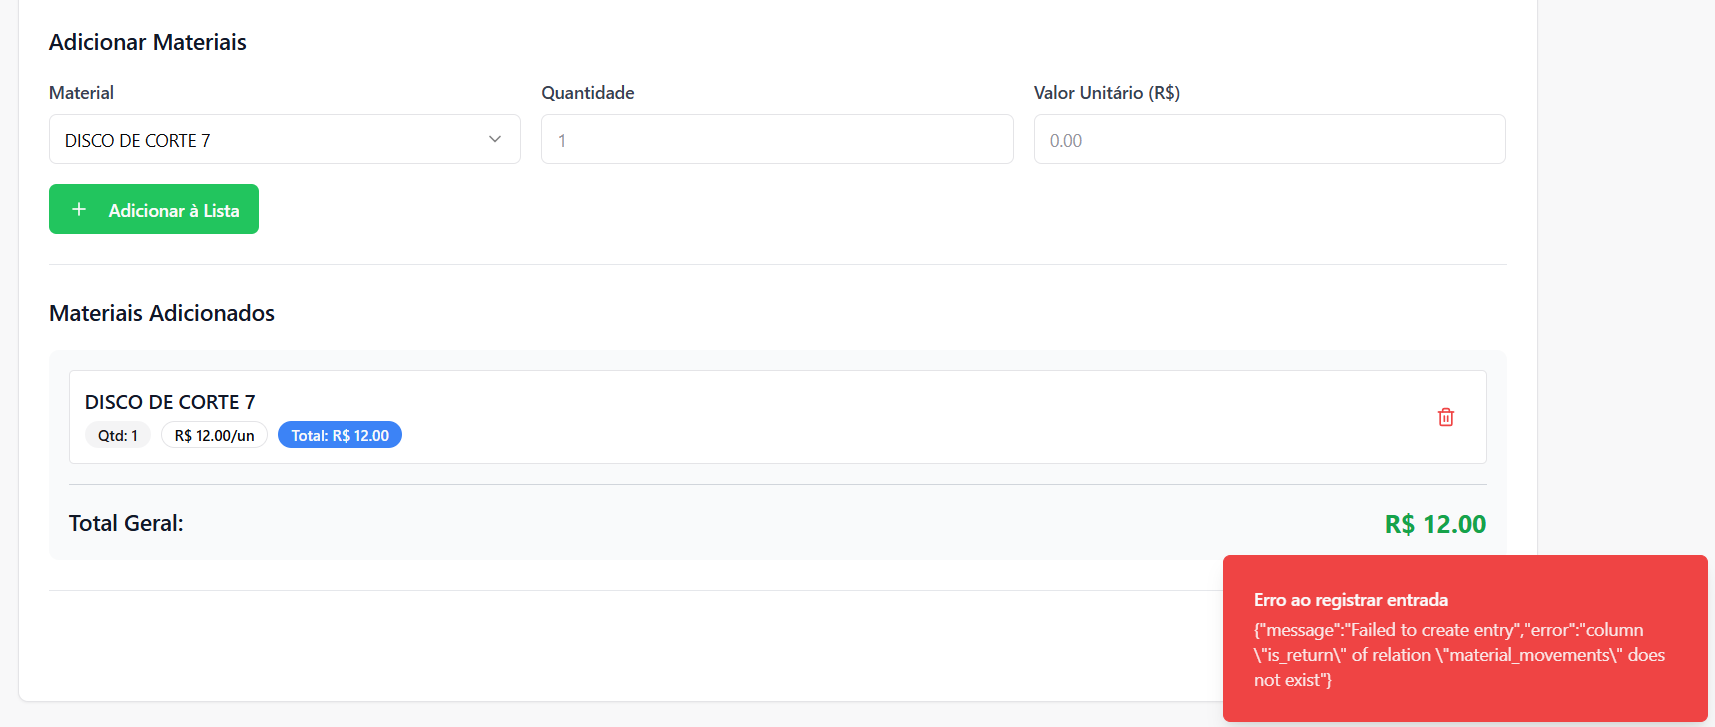 Adicionar Materiais
Material
Quantidade
Valor Unitário (R$)
DISCO DE CORTE 7
1
0.00
+ Adicionar à Lista
Materiais Adicionados
DISCO DE CORTE 7
Qtd: 1
R$ 12.00/un
Total: R$ 12.00
Total Geral:
R$ 12.00
Erro ao registrar entrada
{"message":"Failed to create entry","error":"column
\"is_return\" of relation \"material_movements\" does
not exist"}